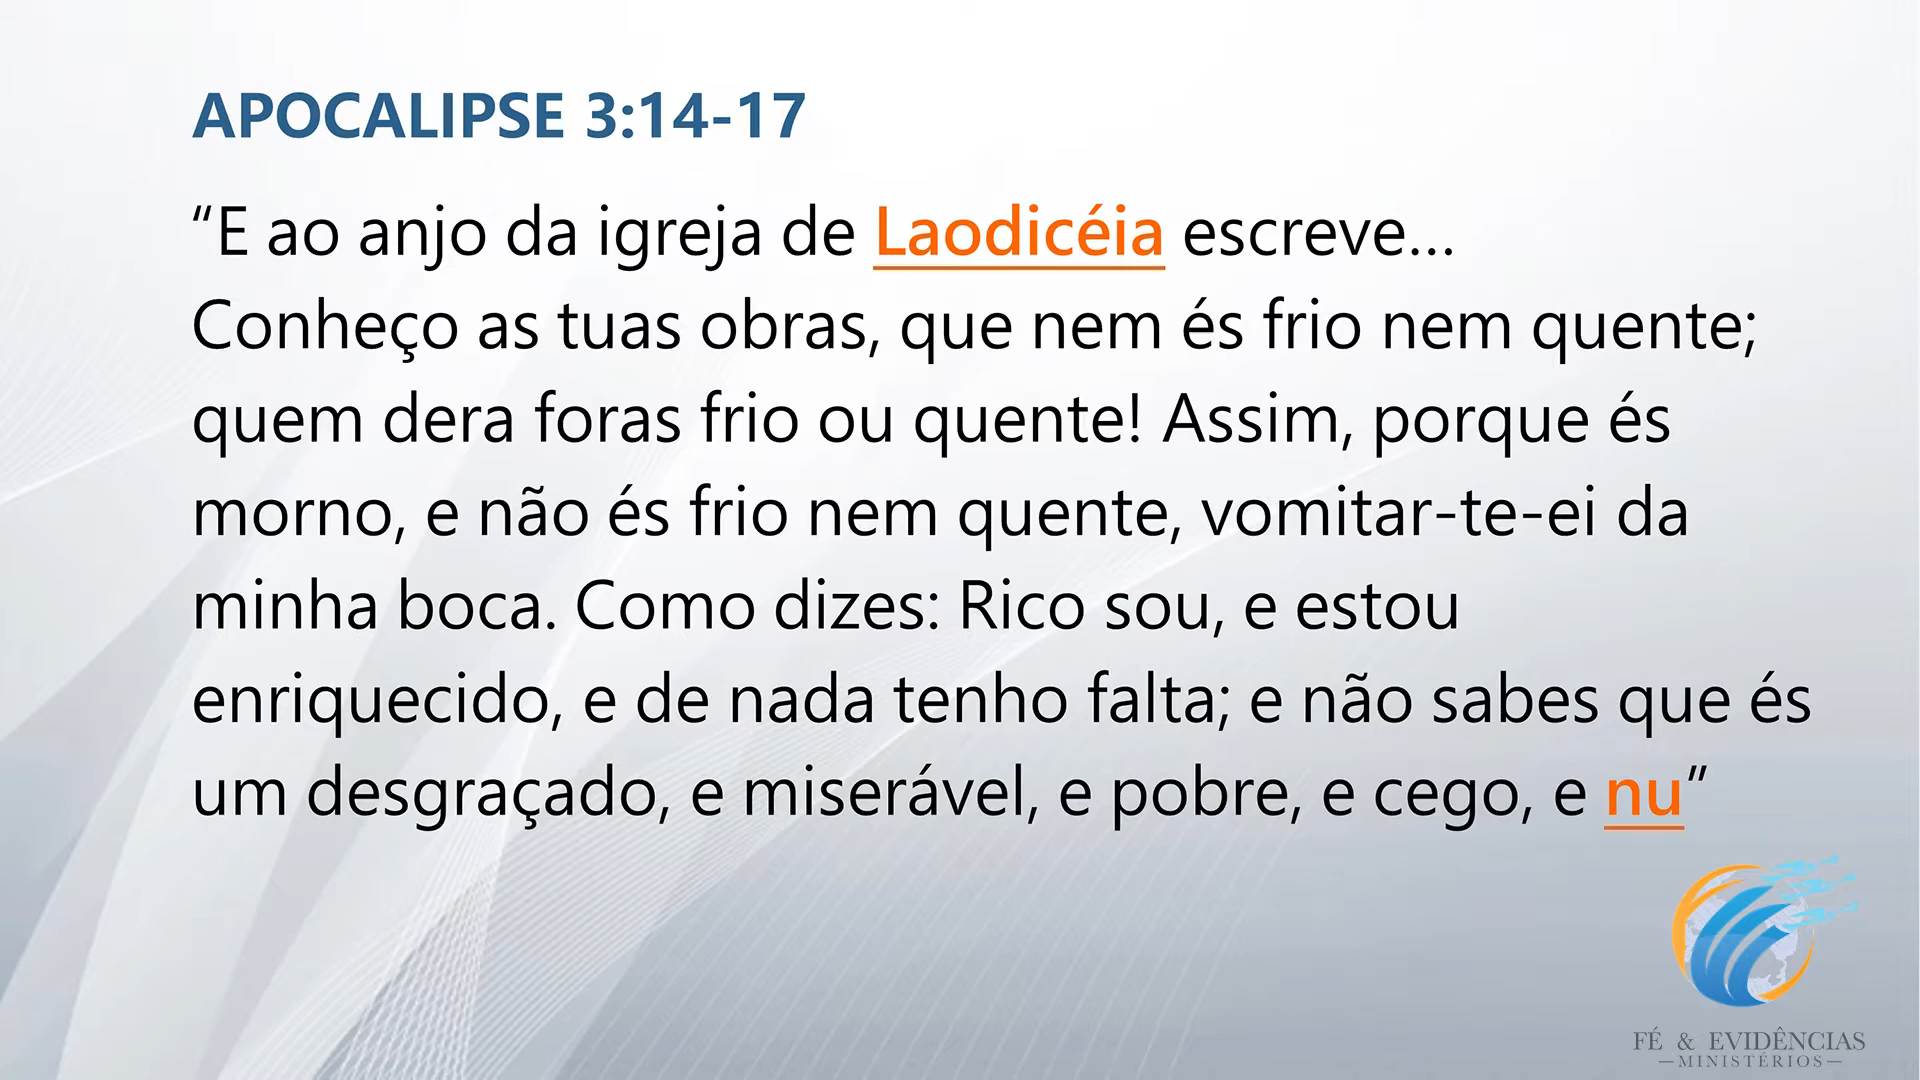 APOCALIPSE 3:14-17
“E ao anjo da igreja de Laodicéia escreve...
Conheço as tuas obras, que nem és frio nem quente;
quem dera foras frio ou quente! Assim, porque és
morno, e não és frio nem quente, vomitar-te-ei da
minha boca. Como dizes: Rico sou, e estou
enriquecido, e de nada tenho falta; e não sabes que és
um desgraçado, e miserável, e pobre, e cego, e nu”
FÉ & EVIDÊNCIAS
—MINISTÉRIOS—